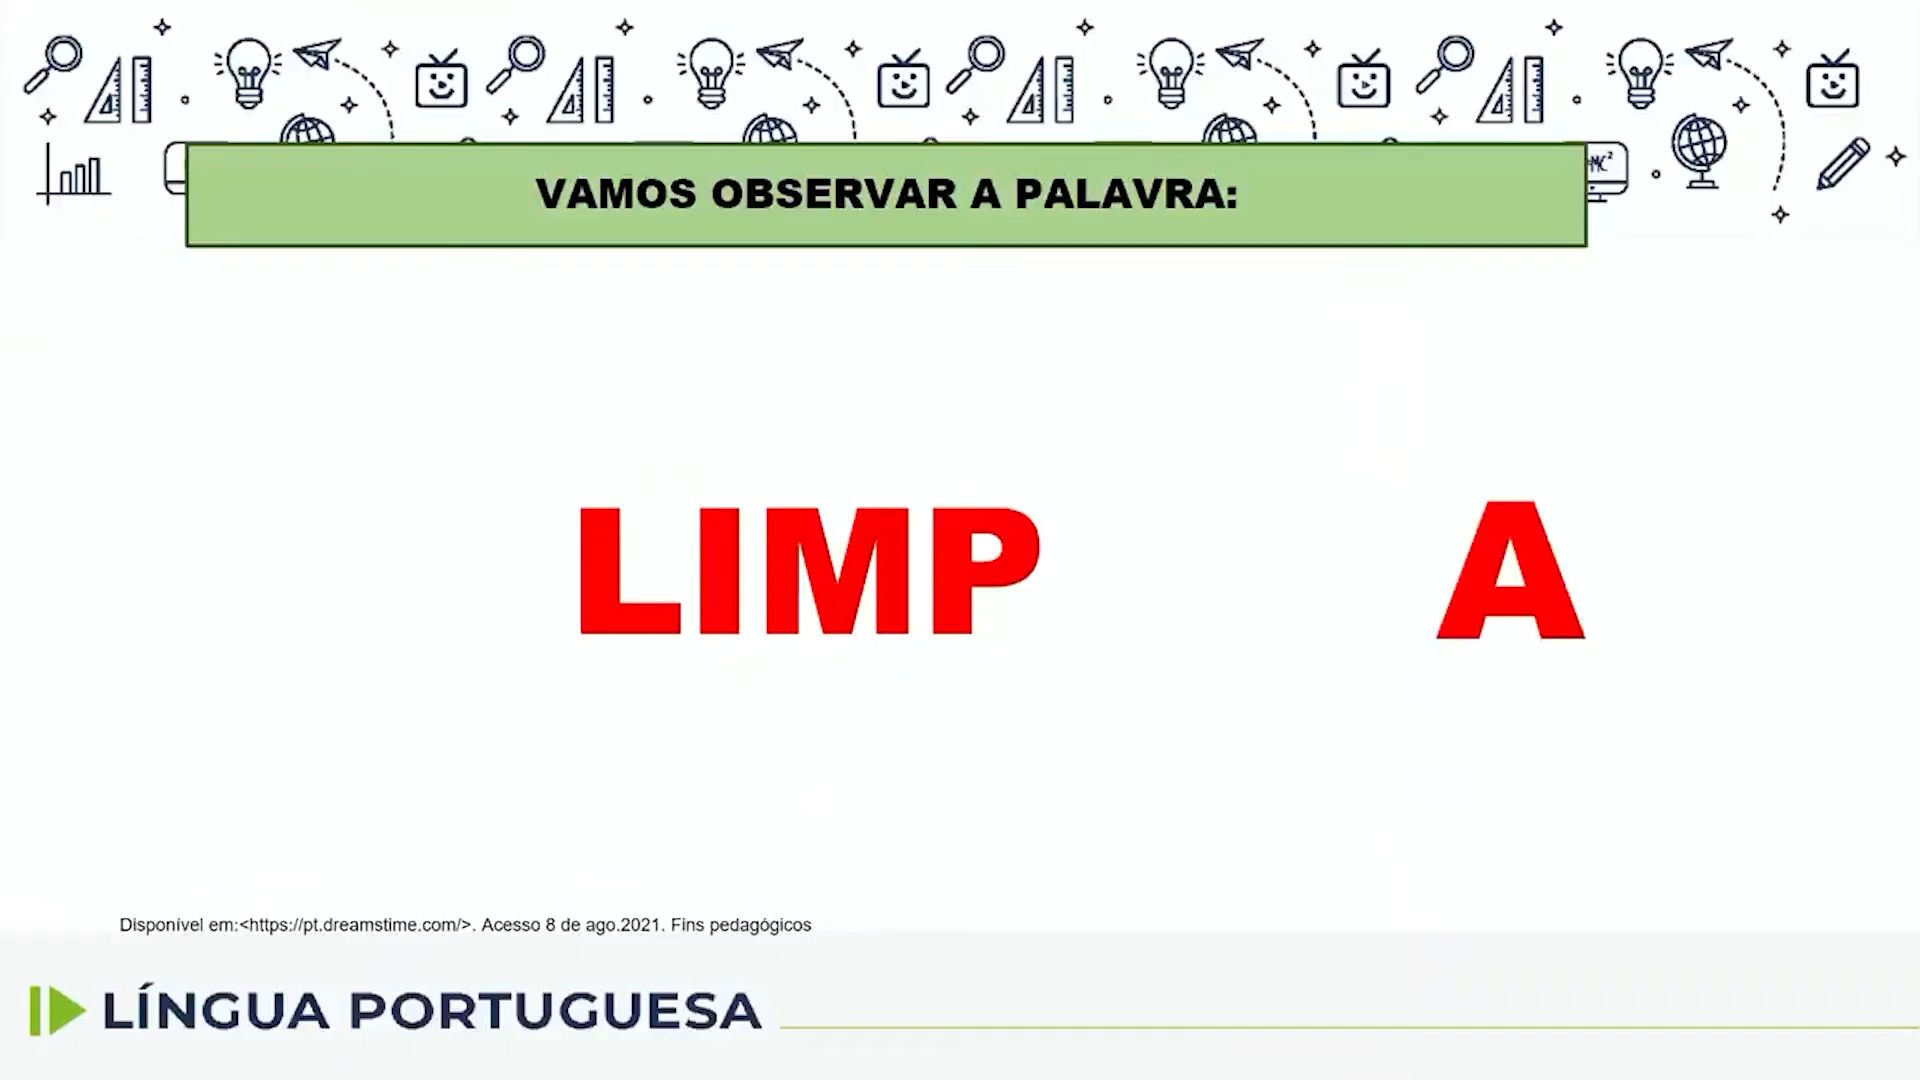 MC²
VAMOS OBSERVAR A PALAVRA:
LIMP A
Disponível em:<https://pt.dreamstime.com/>. Acesso 8 de ago.2021. Fins pedagógicos
LÍNGUA PORTUGUESA